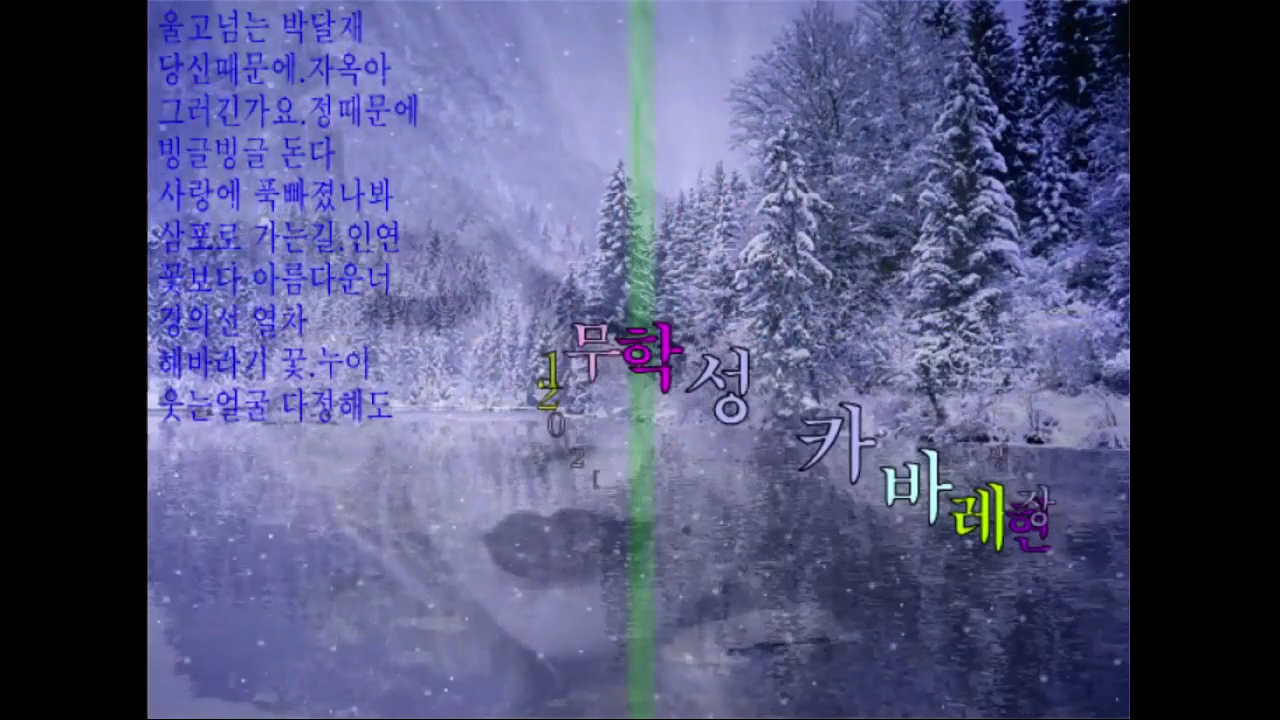 울고넘는 박달재
당신때문에.자옥아
그러긴가요.정때문에
빙글빙글 돈다
사랑에 푹빠졌나봐
삼포로 가는길.인연
꽃보다 아름다운너
경의선 열차
해바라기 꽃.누이
웃는얼굴 다정해도
무학성 카바레현장